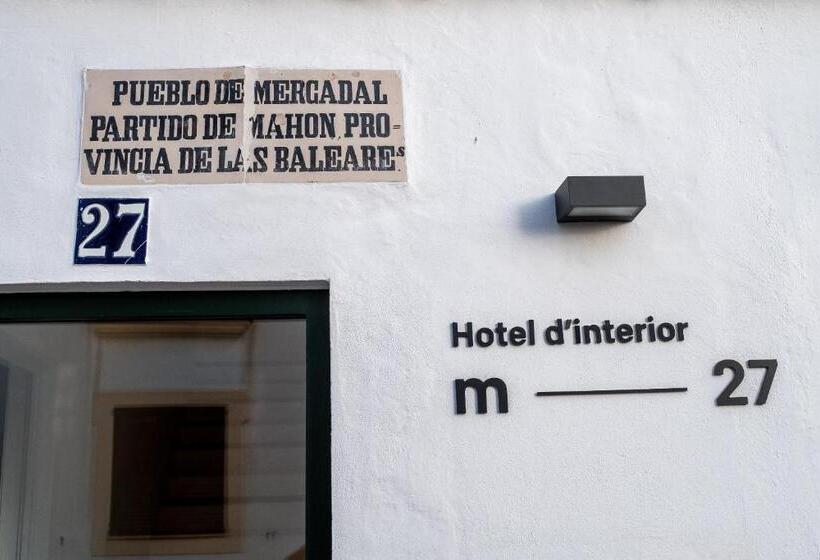 PUEBLO DE MERCADAL
PARTIDO DE MAHON, PRO=
VINCIA DE LAS BALEARES
27
Hotel d'interior
m — 27